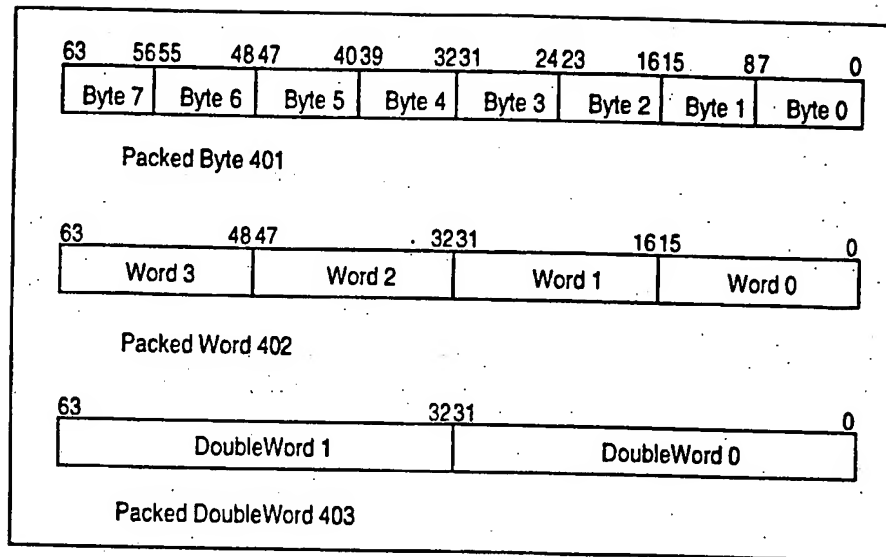 63 5655 4847 4039 3231 2423 1615 87 0
Byte 7 Byte 6 Byte 5 Byte 4 Byte 3 Byte 2 Byte 1 Byte 0
Packed Byte 401
63 4847 3231 1615 0
Word 3 Word 2 Word 1 Word 0
Packed Word 402
63 3231 0
DoubleWord 1 DoubleWord 0
Packed DoubleWord 403